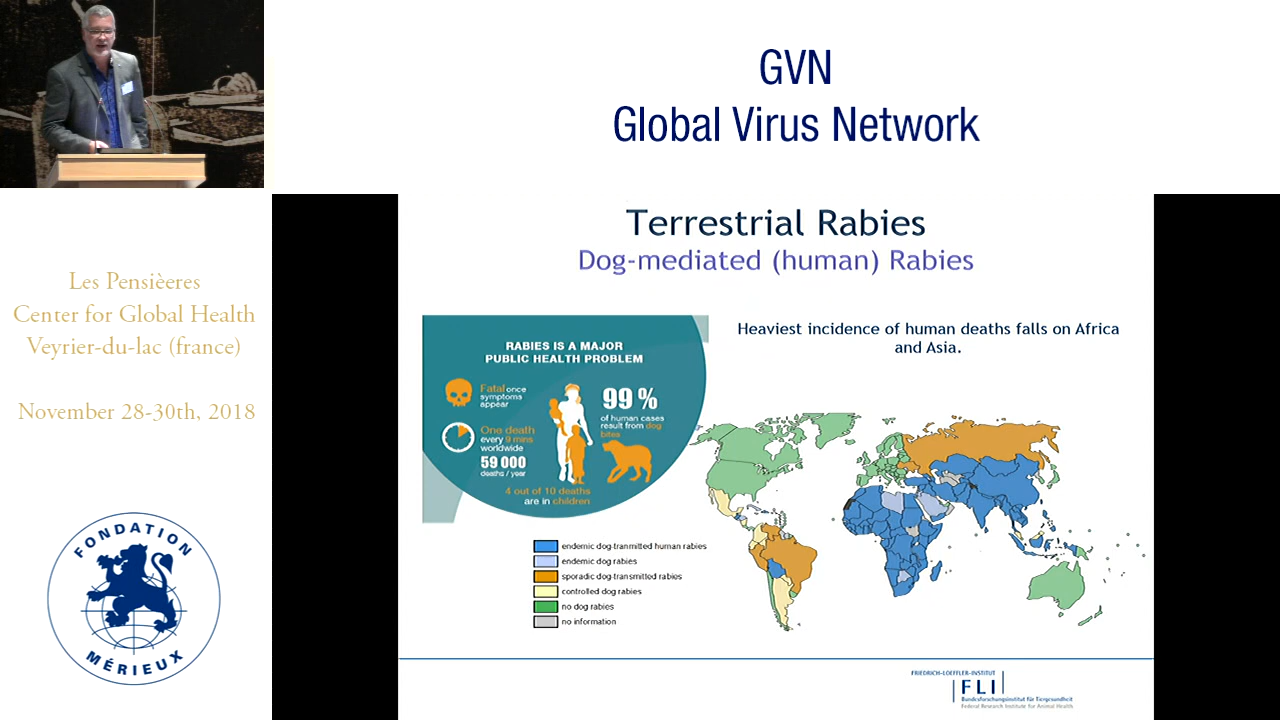 GVN
Global Virus Network
Les Pensièeres
Center for Global Health
Veyrier-du-lac (france)
November 28-30th, 2018
FONDATION
MÉRIEUX
Terrestrial Rabies
Dog-mediated (human) Rabies
RABIES IS A MAJOR
PUBLIC HEALTH PROBLEM
Fatal once
symptoms
appear
One death
every 9 mins
worldwide
59 000
deaths / year
99 %
of human cases
result from dog
bites
4 out of 10 deaths
are in children
Heaviest incidence of human deaths falls on Africa
and Asia.
endemic dog-tranmitted human rabies
endemic dog rabies
sporadic dog-transmitted rabies
controlled dog rabies
no dog rabies
no information
FRIEDRICH-LOEFFLER-INSTITUT
FLI
Bundesforschungsinstitut für Tiergesundheit
Federal Research Institute for Animal Health